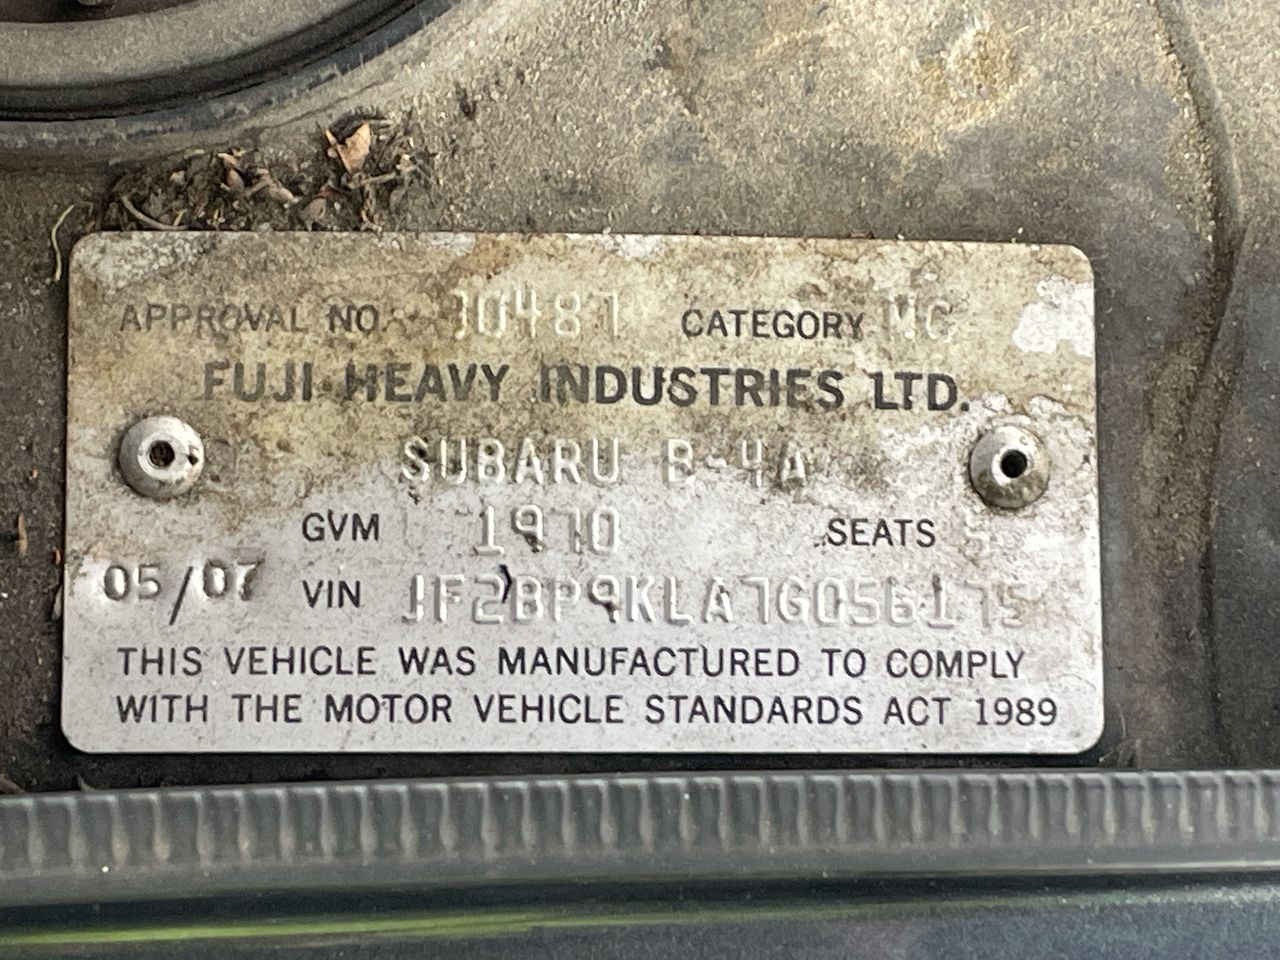 APPROVAL NO. 30487 CATEGORY MC
FUJI HEAVY INDUSTRIES LTD.
SUBARU B-4A
GVM 1970 SEATS 5
05/07 VIN JF2BP9KLA7G056175
THIS VEHICLE WAS MANUFACTURED TO COMPLY
WITH THE MOTOR VEHICLE STANDARDS ACT 1989